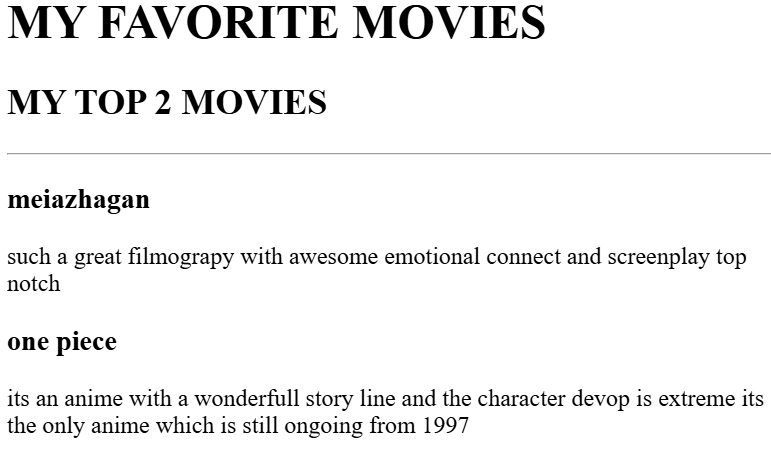 MY FAVORITE MOVIES
MY TOP 2 MOVIES
meiazhagan
such a great filmograpy with awesome emotional connect and screenplay top
notch
one piece
its an anime with a wonderfull story line and the character devop is extreme its
the only anime which is still ongoing from 1997